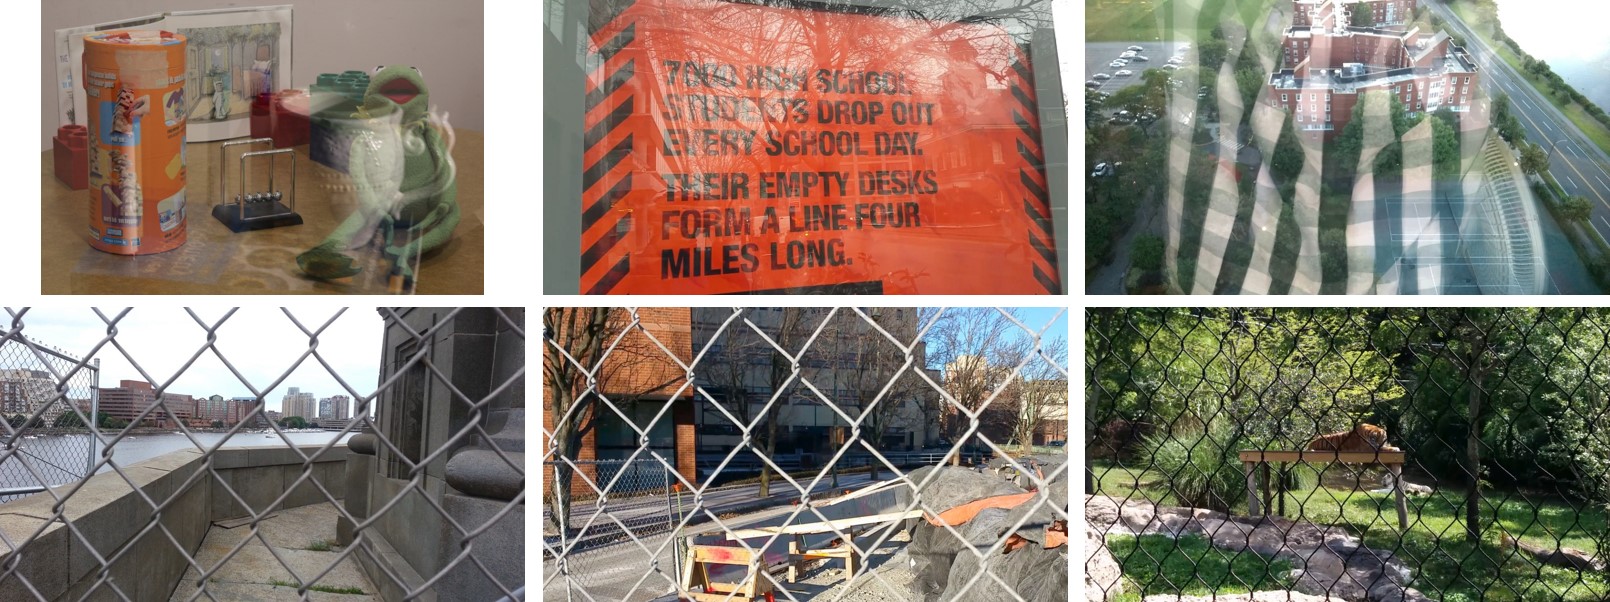 7000 HIGH SCHOOL
STUDENTS DROP OUT
EVERY SCHOOL DAY.
THEIR EMPTY DESKS
FORM A LINE FOUR
MILES LONG.